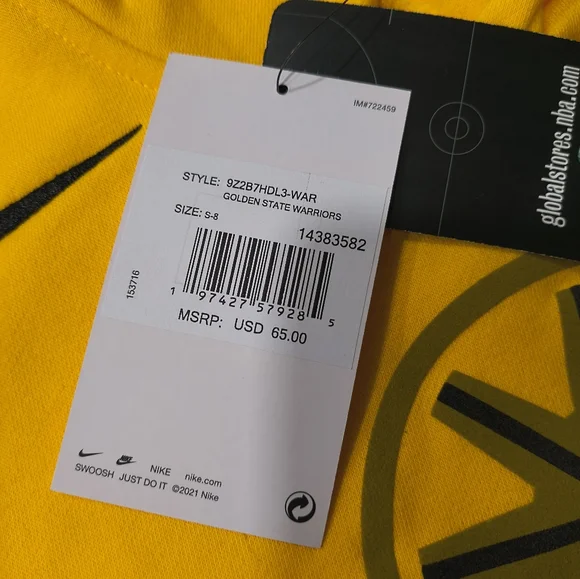 IM#722459
globalstores.nba.com
STYLE: 9Z2B7HDL3-WAR
GOLDEN STATE WARRIORS
SIZE: S-8
14383582
153716
1 97427 57928 5
MSRP: USD 65.00
NIKE nike.com
SWOOSH JUST DO IT ©2021 Nike